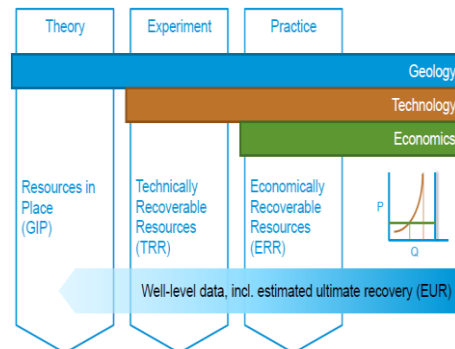 Theory
Experiment
Practice
Geology
Technology
Economics
Resources in
Place
(GIP)
Technically
Recoverable
Resources
(TRR)
Economically
Recoverable
Resources
(ERR)
P
Q
Well-level data, incl. estimated ultimate recovery (EUR)